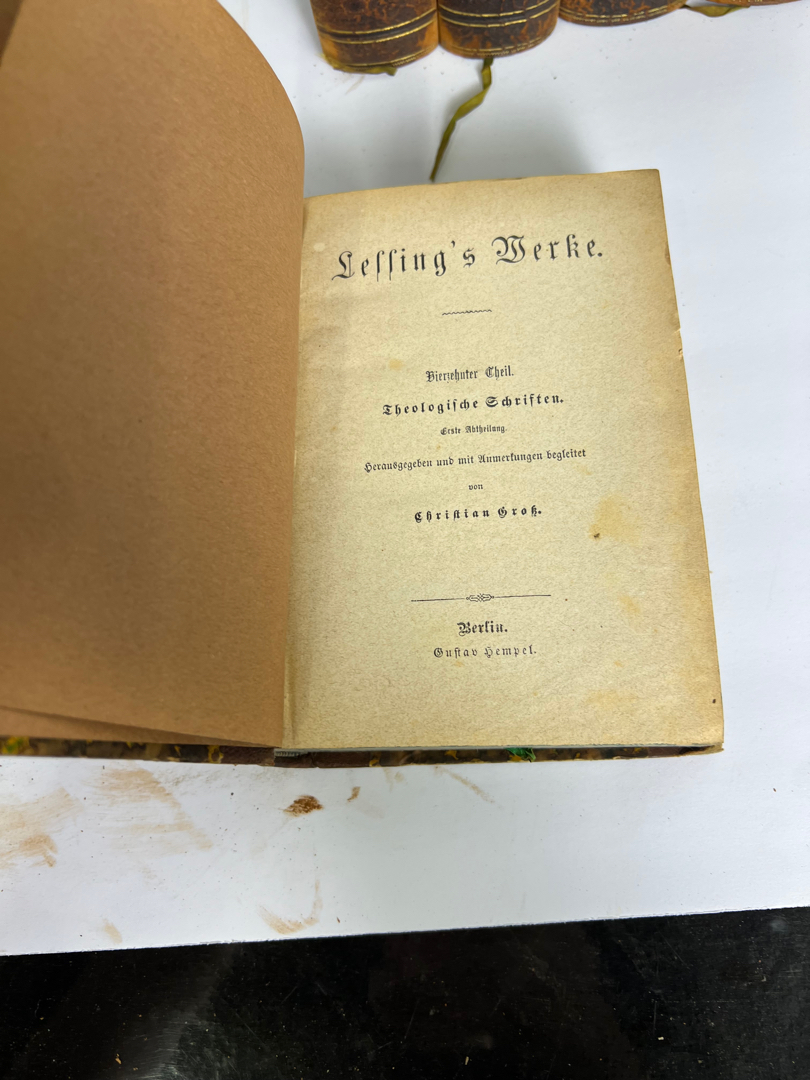 Lessing's Werke.
Vierzehnter Theil.
Theologische Schriften.
Erste Abtheilung.
Herausgegeben und mit Anmerkungen begleitet
von
Christian Groß.
Berlin.
Gustav Hempel.